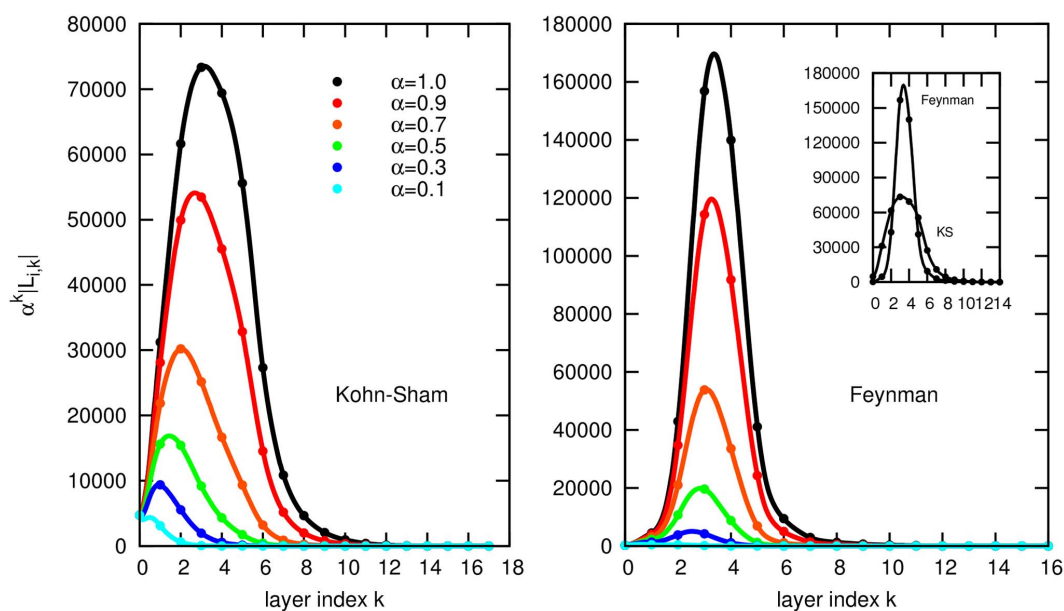 80000
70000
60000
50000
40000
30000
20000
10000
0
α^k|L_{i,k}|
0 2 4 6 8 10 12 14 16 18
layer index k
α=1.0
α=0.9
α=0.7
α=0.5
α=0.3
α=0.1
Kohn-Sham
180000
160000
140000
120000
100000
80000
60000
40000
20000
0
0 2 4 6 8 10 12 14 16
layer index k
Feynman
180000
150000
120000
90000
60000
30000
0
0 2 4 6 8 10 12 14
Feynman
KS